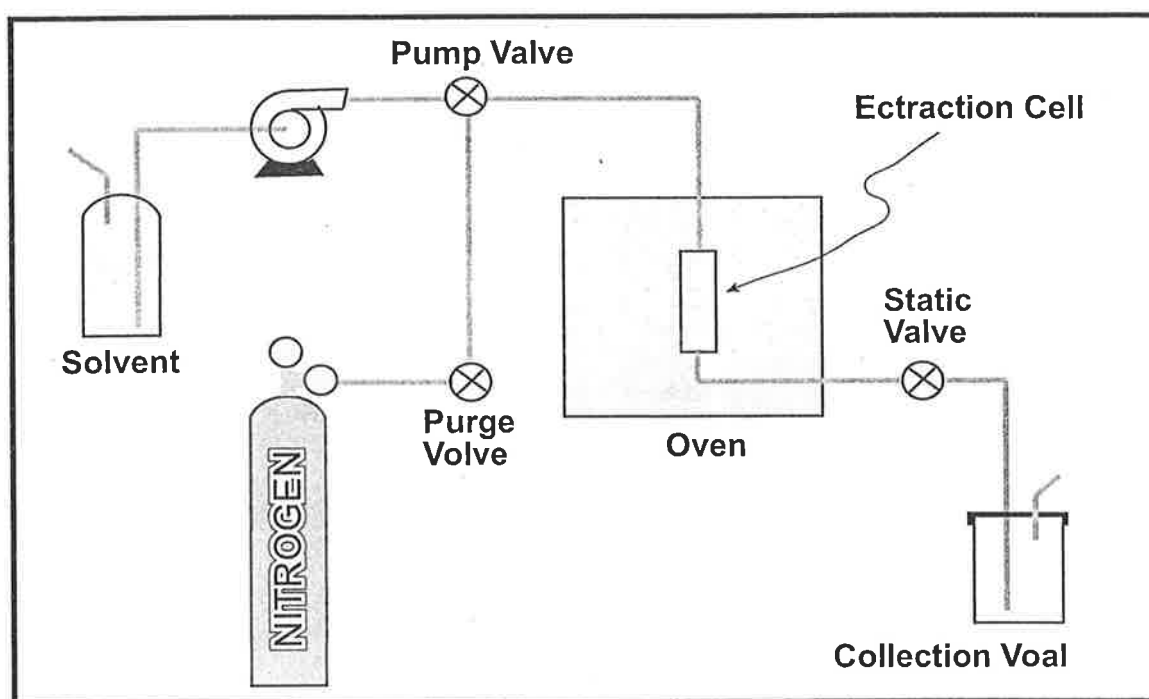 Pump Valve
Ectraction Cell
Solvent
Static
Valve
Purge
Volve
Oven
NITROGEN
Collection Voal